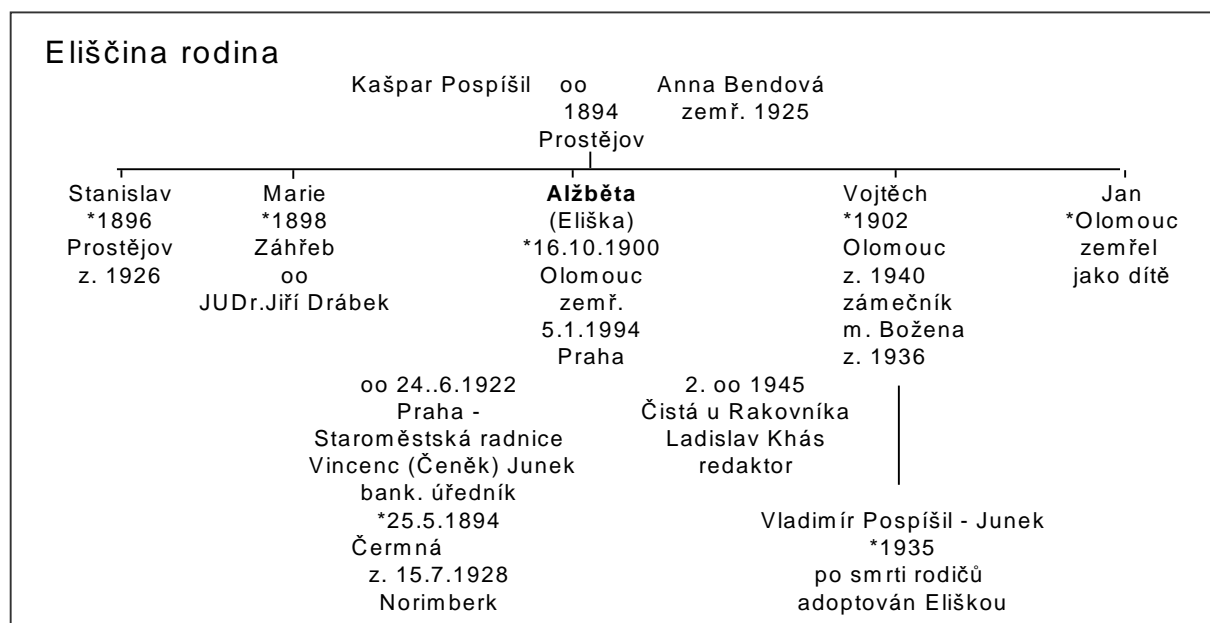 Eliščina rodina
Kašpar Pospíšil oo Anna Bendová
1894 zemř. 1925
Prostějov
Stanislav
*1896
Prostějov
z. 1926
Marie
*1898
Záhřeb
oo
JUDr.Jiří Drábek
Alžběta
(Eliška)
*16.10.1900
Olomouc
zemř.
5.1.1994
Praha
Vojtěch
*1902
Olomouc
z. 1940
zámečník
m. Božena
z. 1936
Jan
*Olomouc
zemřel
jako dítě
oo 24..6.1922
Praha -
Staroměstská radnice
Vincenc (Čeněk) Junek
bank. úředník
*25.5.1894
Čermná
z. 15.7.1928
Norimberk
2. oo 1945
Čistá u Rakovníka
Ladislav Khás
redaktor
Vladimír Pospíšil - Junek
*1935
po smrti rodičů
adoptován Eliškou